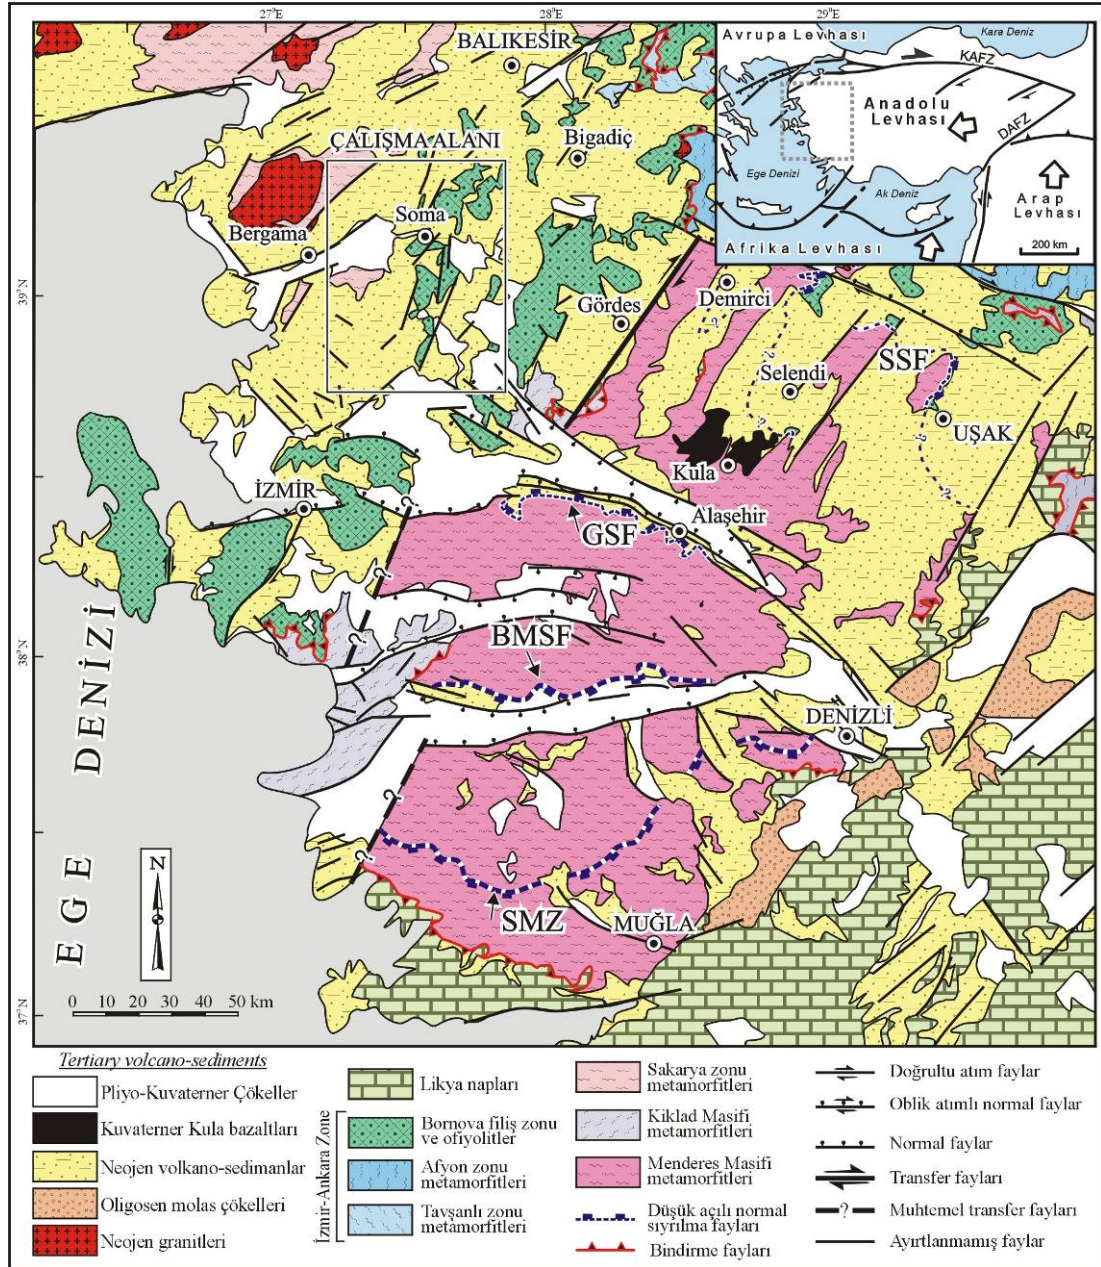 27°E
28°E
29°E
39°N
38°N
37°N
BALIKESİR
ÇALIŞMA ALANI
Bigadiç
Soma
Bergama
Gördes
Demirci
Selendi
SSF
UŞAK
Kula
İZMİR
Alaşehir
GSF
BMSF
DENİZLİ
SMZ
MUĞLA
EGE DENİZİ
N
0 10 20 30 40 50 km
Avrupa Levhası
Kara Deniz
KAFZ
Anadolu
Levhası
DAFZ
Ege Denizi
Ak Deniz
Arap
Levhası
Afrika Levhası
200 km
?
?
?
?
?
?
?
?
?
?
Tertiary volcano-sediments
Pliyo-Kuvaterner Çökeller
Kuvaterner Kula bazaltları
Neojen volkano-sedimanlar
Oligosen molas çökelleri
Neojen granitleri
Likya napları
İzmir-Ankara Zone
Bornova filiş zonu
ve ofiyolitler
Afyon zonu
metamorfitleri
Tavşanlı zonu
metamorfitleri
Sakarya zonu
metamorfitleri
Kiklad Masifi
metamorfitleri
Menderes Masifi
metamorfitleri
Düşük açılı normal
sıyrılma fayları
Bindirme fayları
Doğrultu atım faylar
Oblik atımlı normal faylar
Normal faylar
Transfer fayları
?
Muhtemel transfer fayları
Ayırtlanmamış faylar